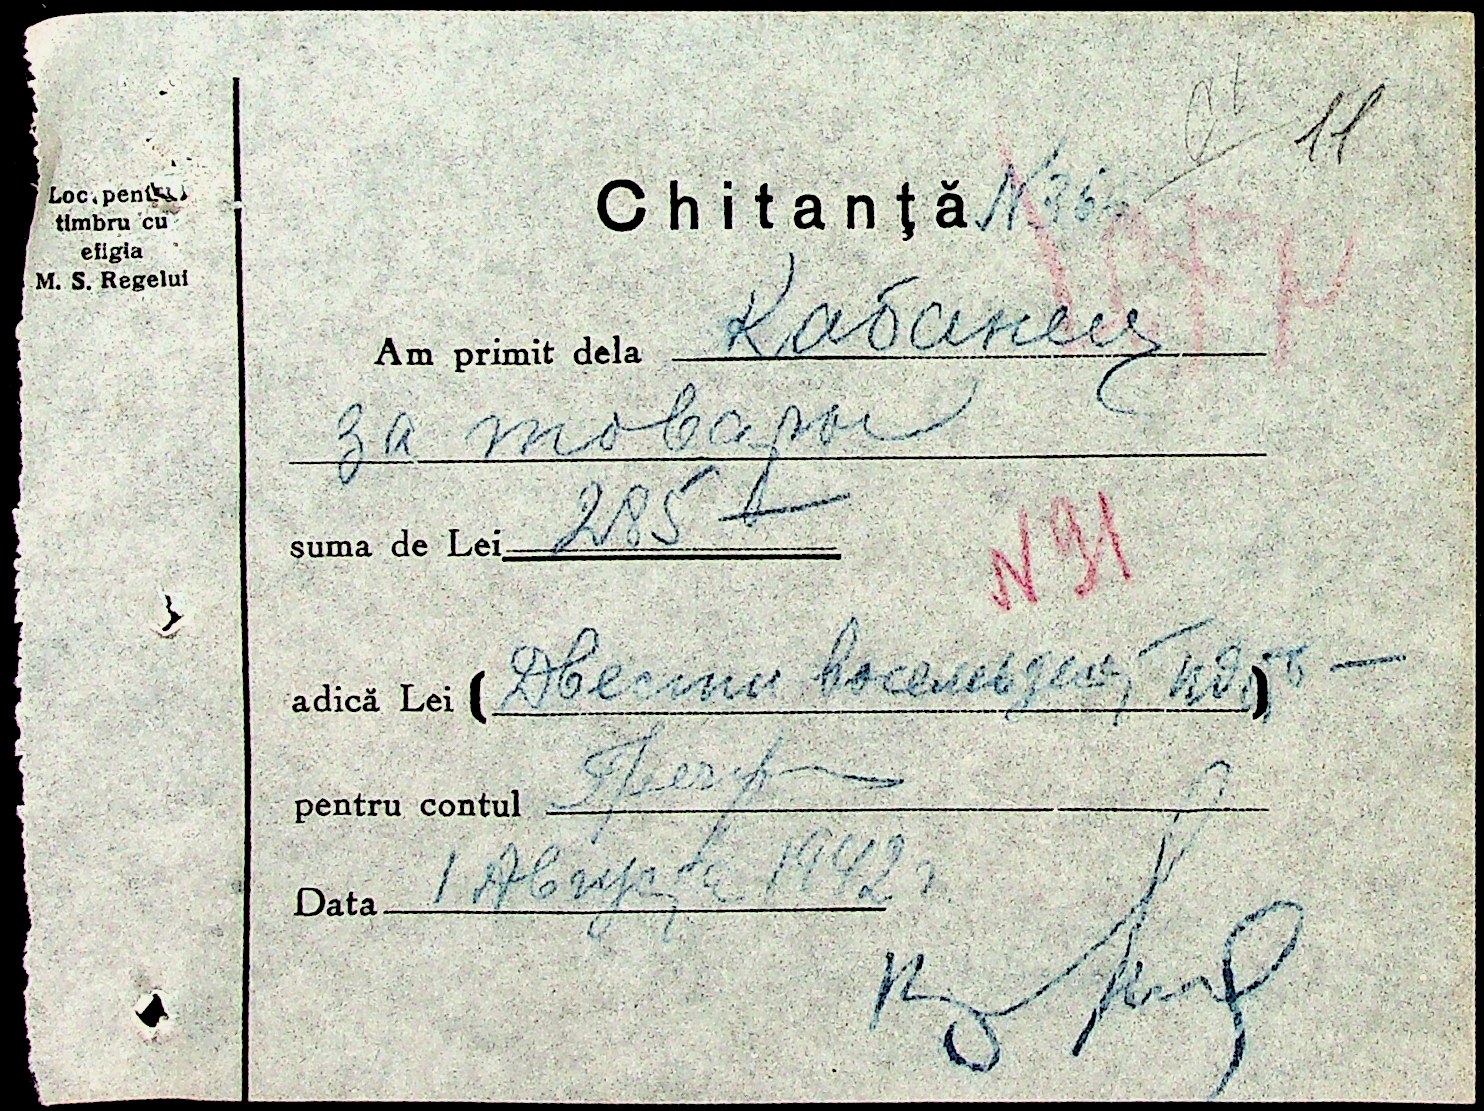 11
Loc pentru
timbru cu
efigia
M. S. Regelui
Chitanţă
Am primit dela Кабанец
за товары
suma de Lei 285 —
N 91
adică Lei (Двести восемьдесят пять —)
pentru contul
Data 1 Августа 1942 г